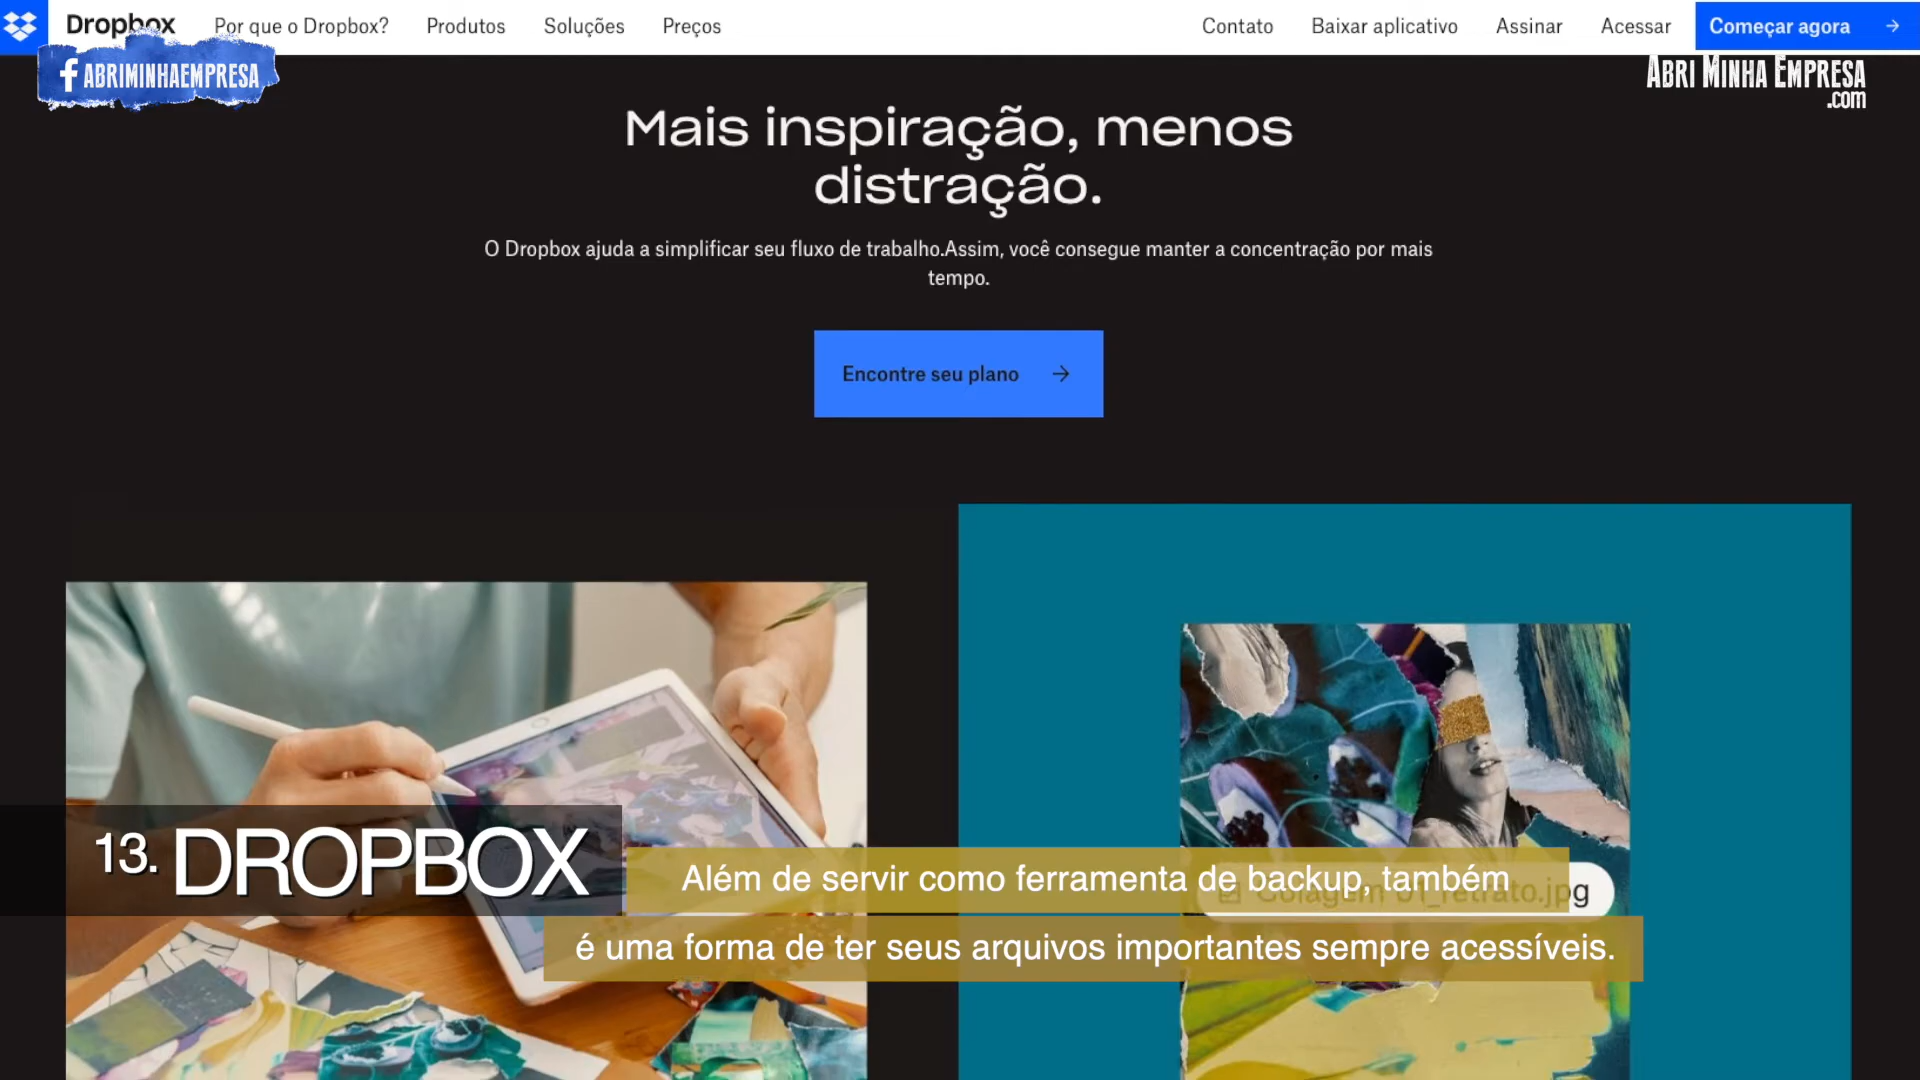 Dropbox
Por que o Dropbox?
Produtos
Soluções
Preços
Contato
Baixar aplicativo
Assinar
Acessar
Começar agora
ABRIMINHAEMPRESA
ABRI MINHA EMPRESA
.COM
Mais inspiração, menos
distração.
O Dropbox ajuda a simplificar seu fluxo de trabalho.Assim, você consegue manter a concentração por mais
tempo.
Encontre seu plano
13. DROPBOX
Além de servir como ferramenta de backup, também
Colagem 01_retrato.jpg
é uma forma de ter seus arquivos importantes sempre acessíveis.